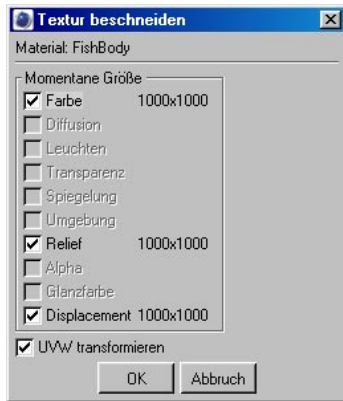 Textur beschneiden
Material: FishBody
Momentane Größe
Farbe 1000x1000
Diffusion
Leuchten
Transparenz
Spiegelung
Umgebung
Relief 1000x1000
Alpha
Glanzfarbe
Displacement 1000x1000
UVW transformieren
OK Abbruch